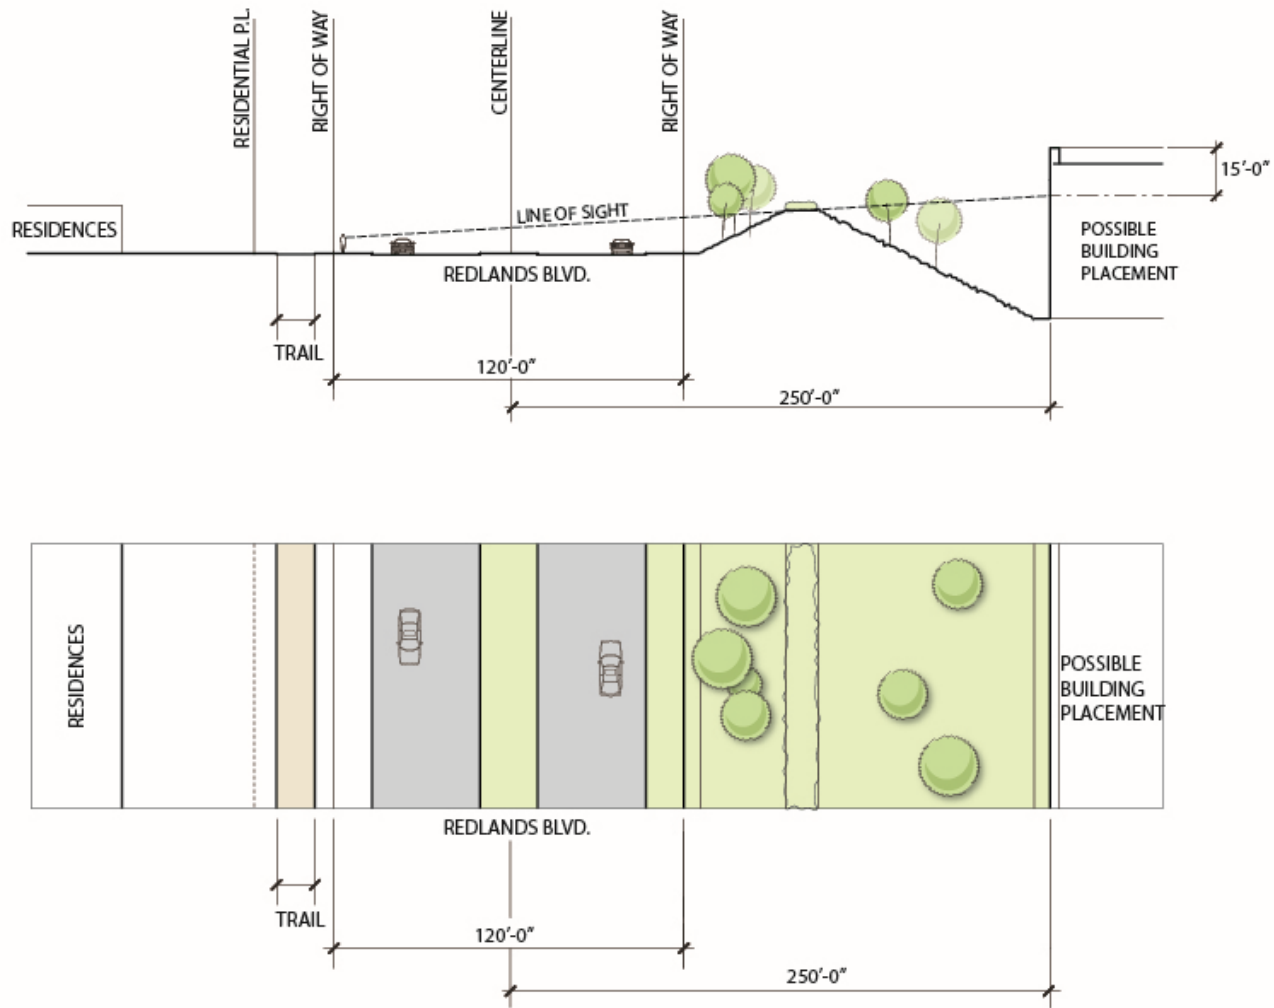 RESIDENTIAL P.L.
RIGHT OF WAY
CENTERLINE
RIGHT OF WAY
15'-0"
LINE OF SIGHT
RESIDENCES
POSSIBLE
BUILDING
PLACEMENT
REDLANDS BLVD.
TRAIL
120'-0"
250'-0"
RESIDENCES
POSSIBLE
BUILDING
PLACEMENT
REDLANDS BLVD.
TRAIL
120'-0"
250'-0"